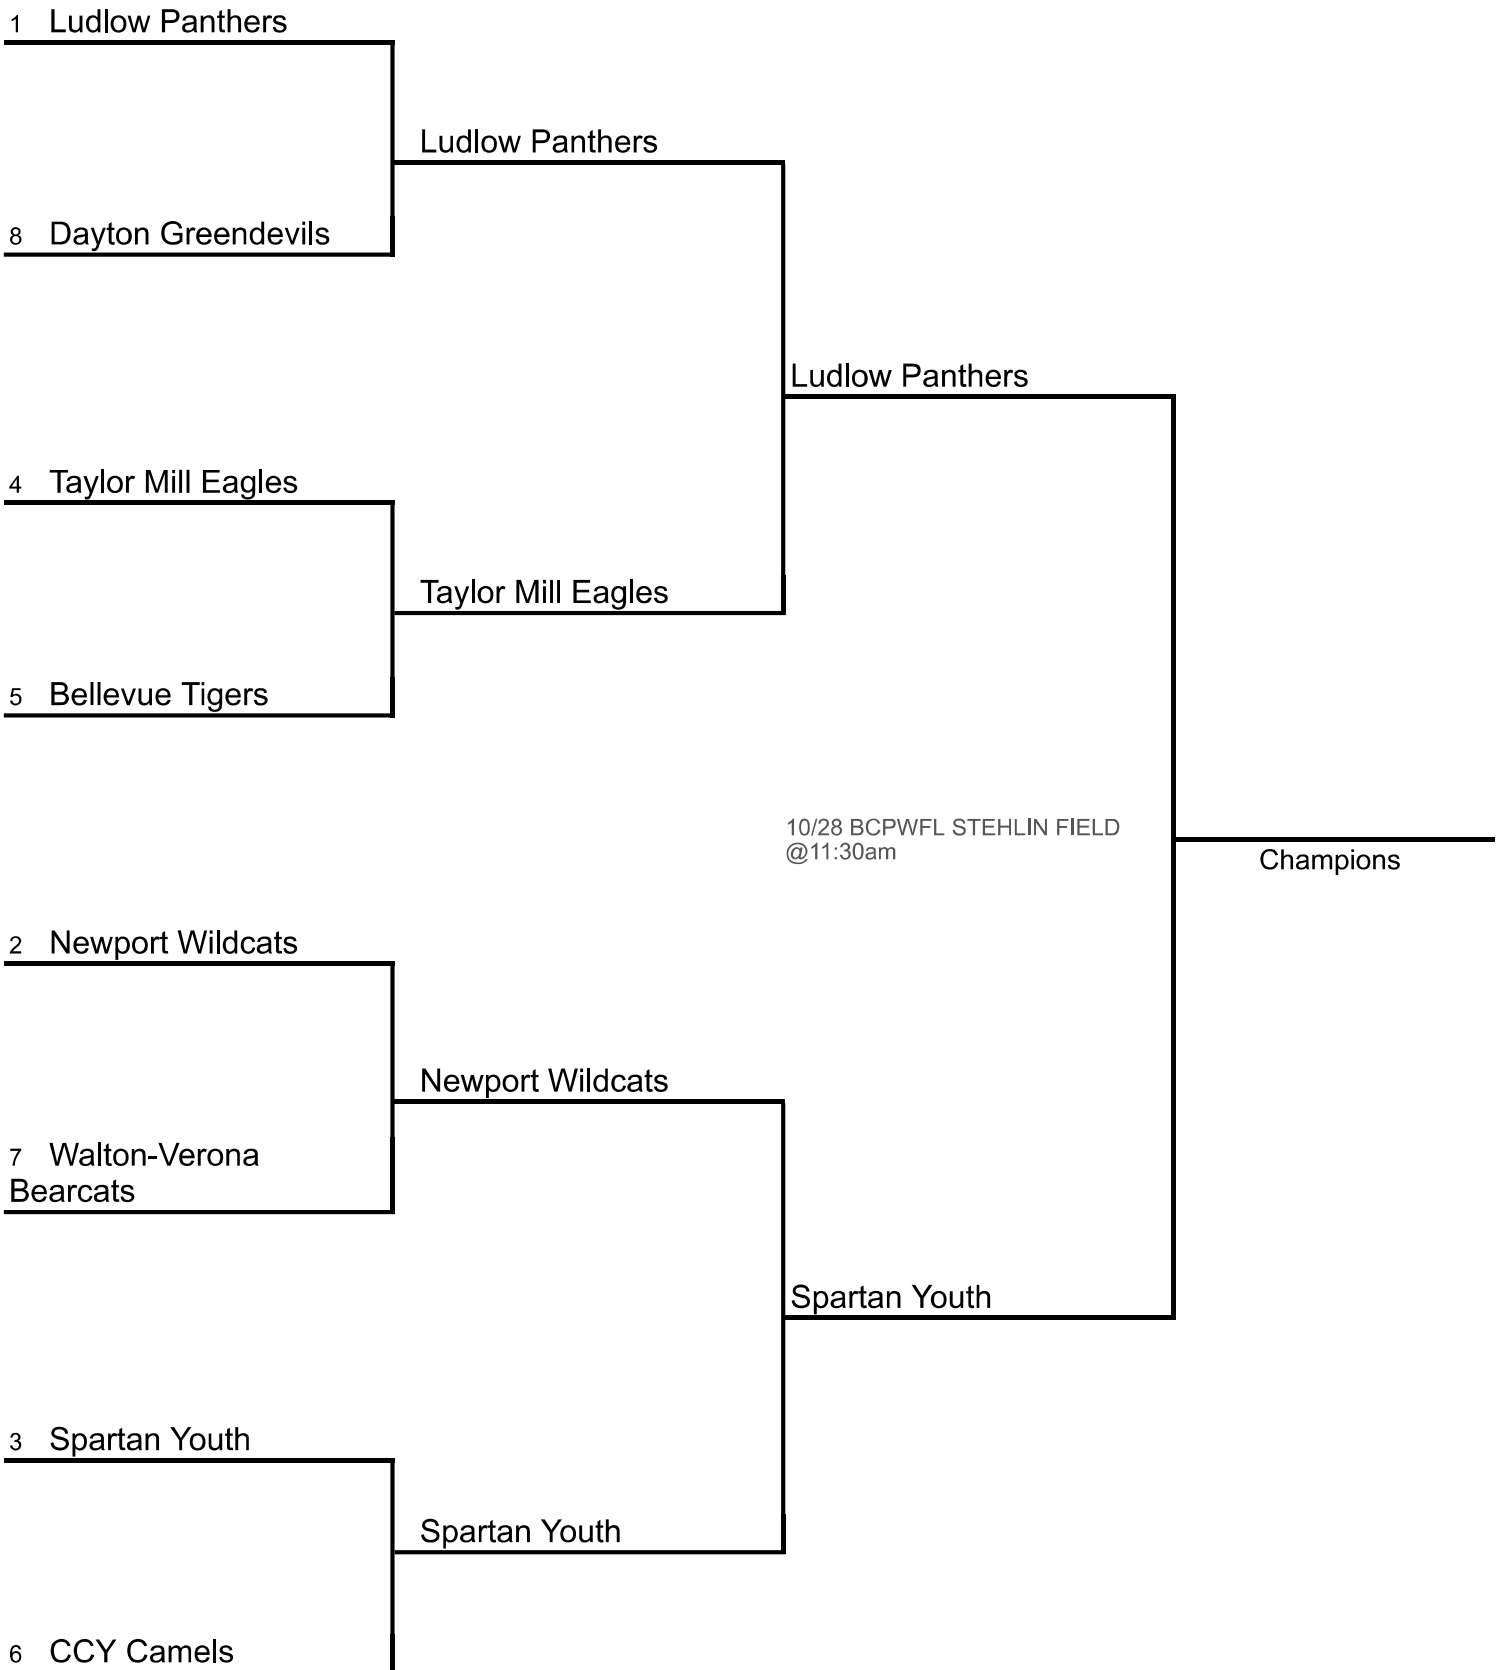 1 Ludlow Panthers
Ludlow Panthers
8 Dayton Greendevils
Ludlow Panthers
4 Taylor Mill Eagles
Taylor Mill Eagles
5 Bellevue Tigers
10/28 BCPWFL STEHLIN FIELD
@11:30am
Champions
2 Newport Wildcats
Newport Wildcats
7 Walton-Verona
Bearcats
Spartan Youth
3 Spartan Youth
Spartan Youth
6 CCY Camels